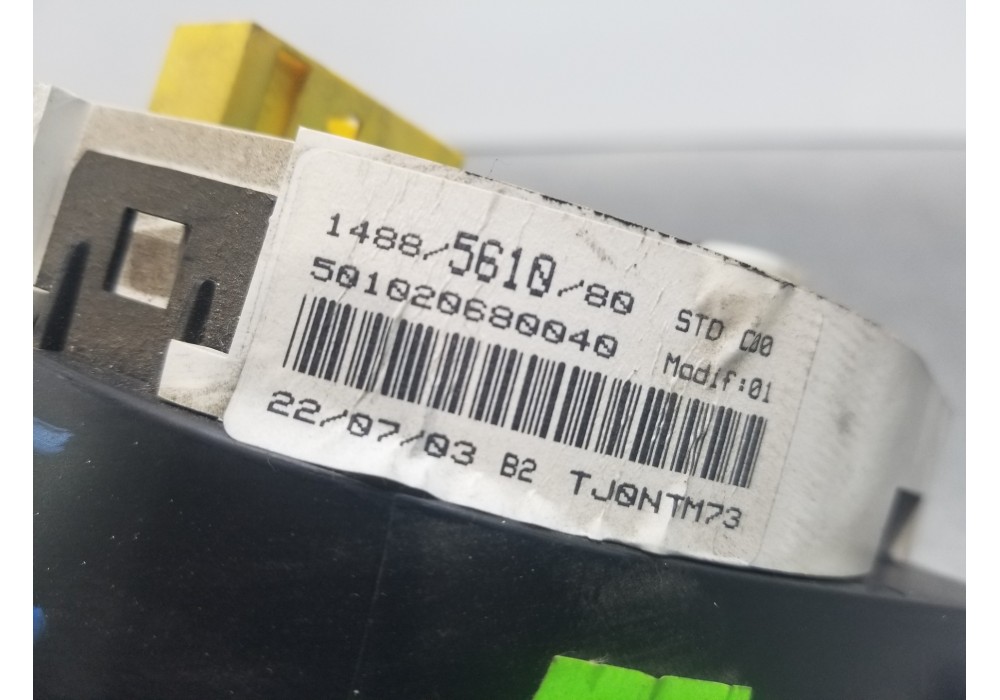 1488/5610/80
501020680040
STD C00
Modif:01
22/07/03 B2 TJ0NTM73